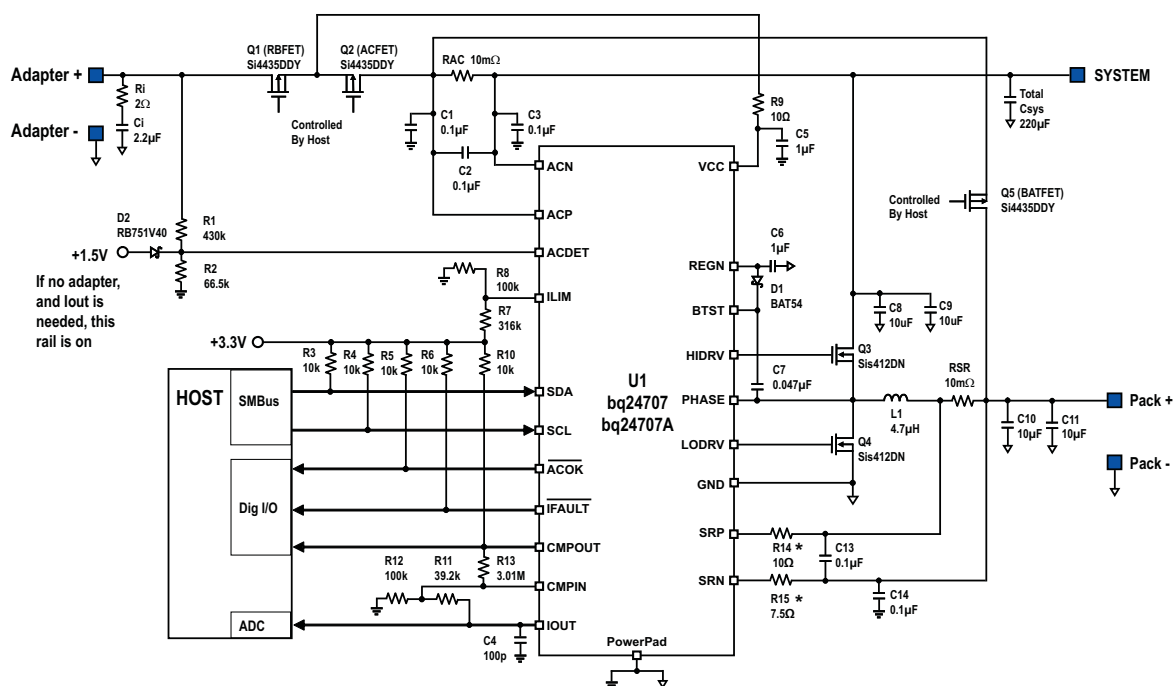 Adapter +
Adapter -
Ri
2Ω
Ci
2.2µF
Q1 (RBFET)
Si4435DDY
Q2 (ACFET)
Si4435DDY
Controlled
By Host
RAC 10mΩ
C1
0.1µF
C3
0.1µF
C2
0.1µF
R9
10Ω
C5
1µF
Total
Csys
220µF
SYSTEM
Controlled
By Host
Q5 (BATFET)
Si4435DDY
D2
RB751V40
+1.5V
If no adapter,
and Iout is
needed, this
rail is on
R1
430k
R2
66.5k
R8
100k
R7
316k
+3.3V
R3
10k
R4
10k
R5
10k
R6
10k
R10
10k
HOST
SMBus
Dig I/O
ADC
R12
100k
R11
39.2k
R13
3.01M
C4
100p
ACN
ACP
ACDET
ILIM
SDA
SCL
ACOK
IFAULT
CMPOUT
CMPIN
IOUT
U1
bq24707
bq24707A
PowerPad
VCC
REGN
BTST
HIDRV
PHASE
LODRV
GND
SRP
SRN
C6
1µF
D1
BAT54
C7
0.047µF
C8
10uF
C9
10uF
Q3
Sis412DN
Q4
Sis412DN
L1
4.7µH
RSR
10mΩ
C10
10µF
C11
10µF
Pack +
Pack -
R14 *
10Ω
R15 *
7.5Ω
C13
0.1µF
C14
0.1µF